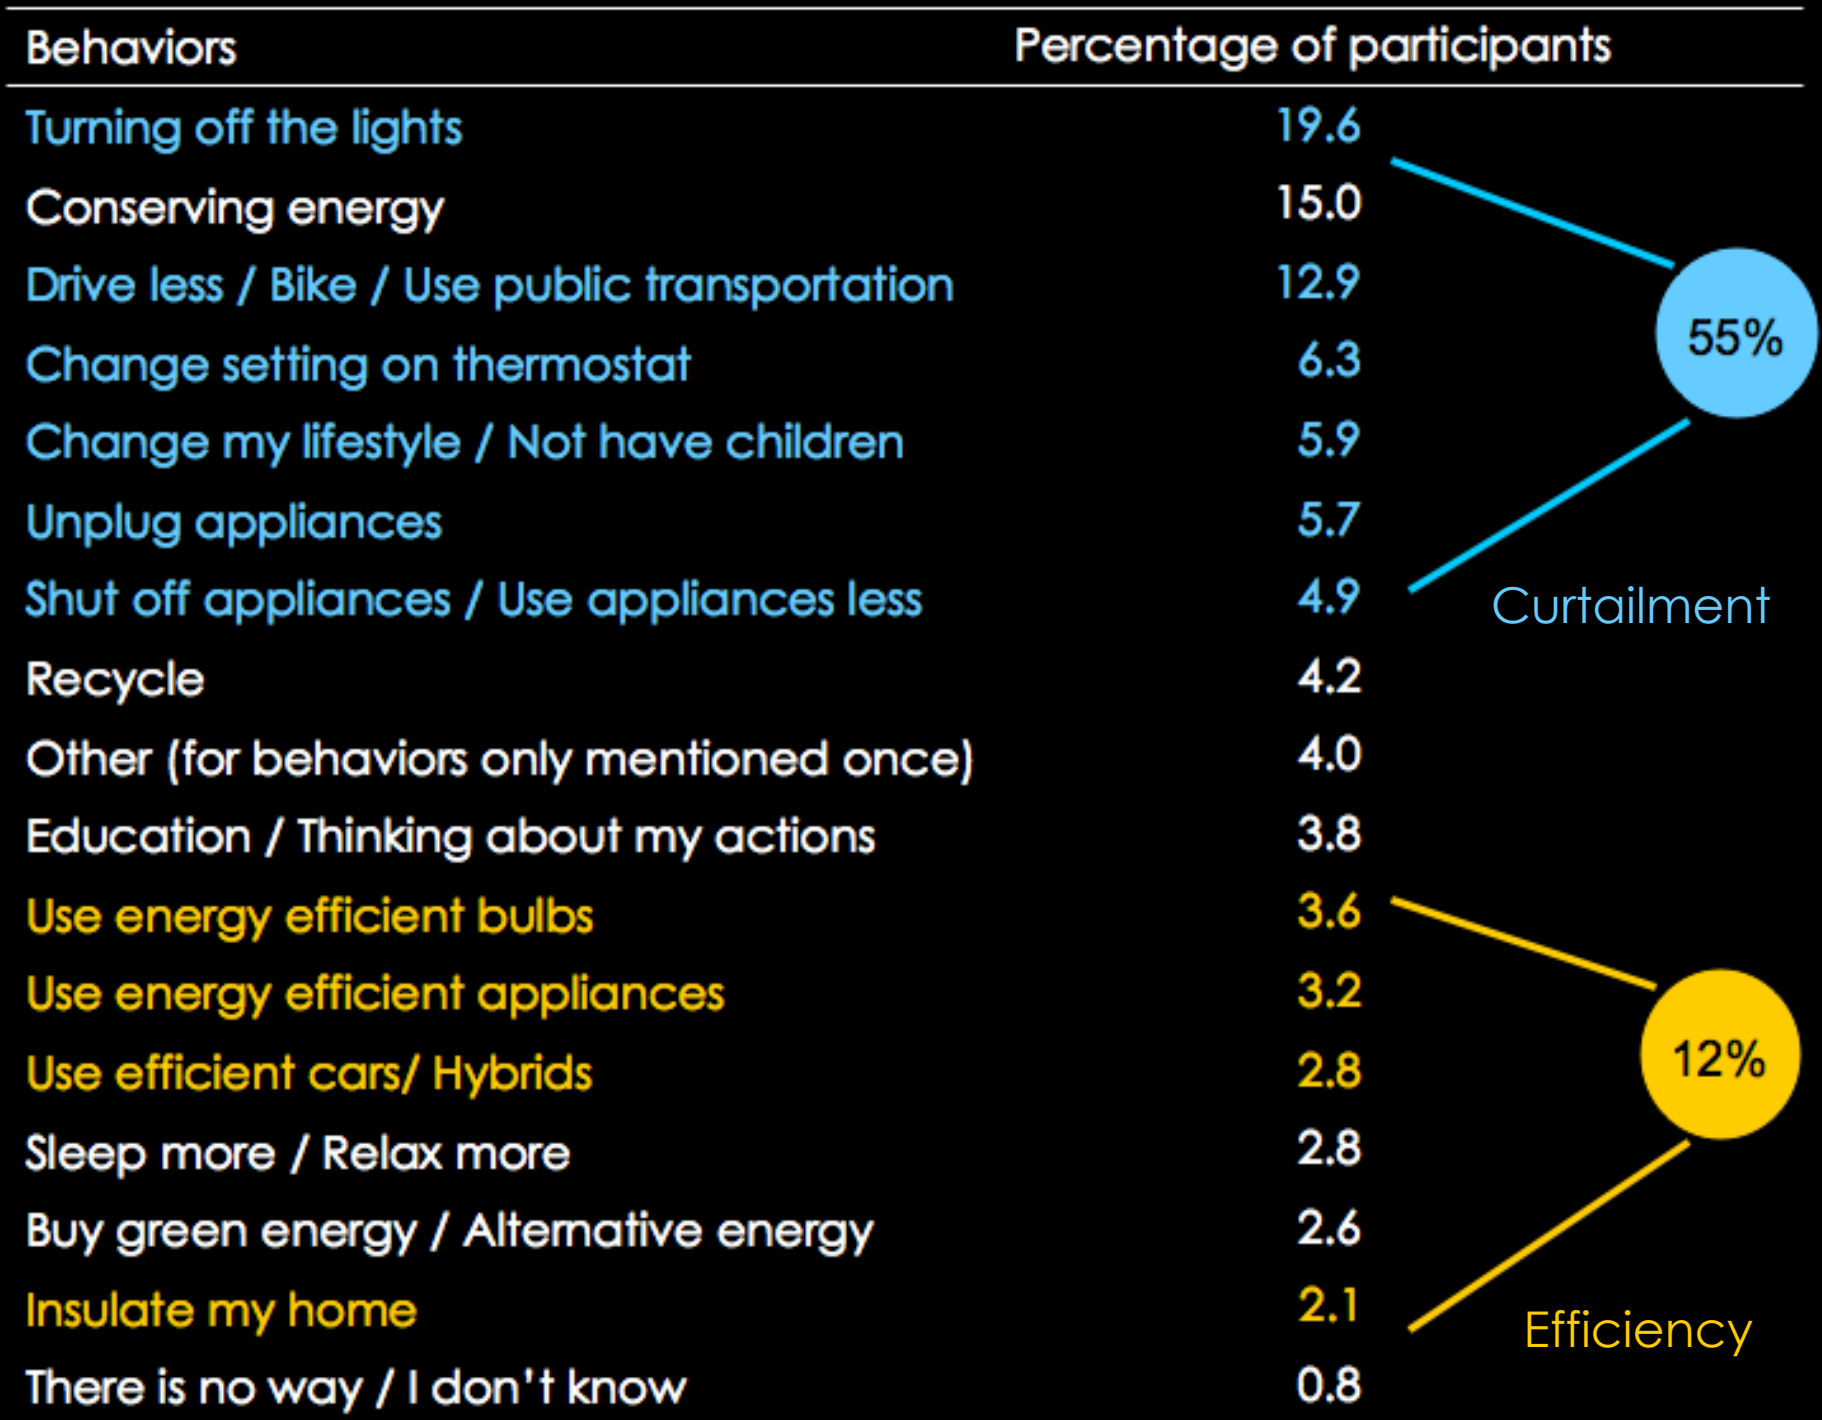 Behaviors Percentage of participants
Turning off the lights 19.6
Conserving energy 15.0
Drive less / Bike / Use public transportation 12.9
55%
Change setting on thermostat 6.3
Change my lifestyle / Not have children 5.9
Unplug appliances 5.7
Shut off appliances / Use appliances less 4.9 Curtailment
Recycle 4.2
Other (for behaviors only mentioned once) 4.0
Education / Thinking about my actions 3.8
Use energy efficient bulbs 3.6
Use energy efficient appliances 3.2
Use efficient cars/ Hybrids 2.8 12%
Sleep more / Relax more 2.8
Buy green energy / Alternative energy 2.6
Insulate my home 2.1 Efficiency
There is no way / I don't know 0.8